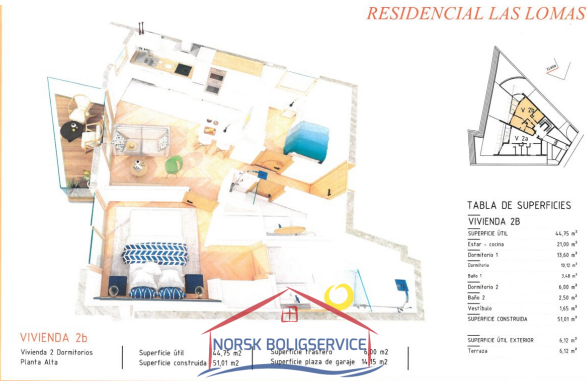 RESIDENCIAL LAS LOMAS
V 2b
V 2a
TABLA DE SUPERFICIES
VIVIENDA 2B
SUPERFICIE ÚTIL 44,75 m²
Estar - cocina 21,00 m²
Dormitorio 1 13,60 m²
Dormitorio 10,12 m²
Baño 1 3,48 m²
Dormitorio 2 6,00 m²
Baño 2 2,50 m²
Vestíbulo 1,65 m²
SUPERFICIE CONSTRUIDA 51,01 m²
SUPERFICIE ÚTIL EXTERIOR 6,12 m²
Terraza 6,12 m²
VIVIENDA 2b
Vivienda 2 Dormitorios
Planta Alta
Superficie útil 44,75 m2
Superficie construida 51,01 m2
NORSK BOLIGSERVICE
Superficie trastero 6,00 m2
Superficie plaza de garaje 14,15 m2